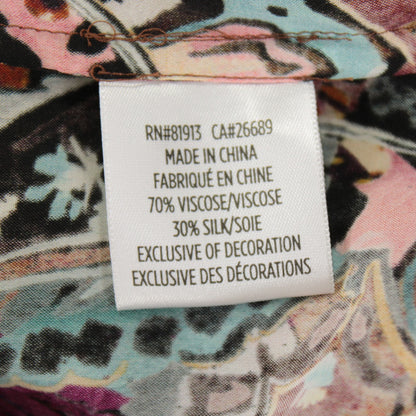 RN#81913 CA#26689
MADE IN CHINA
FABRIQUÉ EN CHINE
70% VISCOSE/VISCOSE
30% SILK/SOIE
EXCLUSIVE OF DECORATION
EXCLUSIVE DES DÉCORATIONS